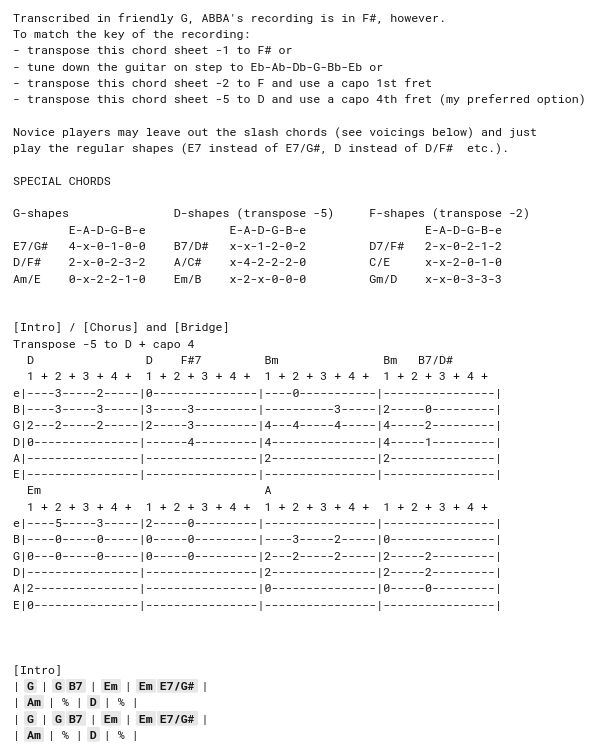 Transcribed in friendly G, ABBA's recording is in F#, however.
To match the key of the recording:
- transpose this chord sheet -1 to F# or
- tune down the guitar on step to Eb-Ab-Db-G-Bb-Eb or
- transpose this chord sheet -2 to F and use a capo 1st fret
- transpose this chord sheet -5 to D and use a capo 4th fret (my preferred option)

Novice players may leave out the slash chords (see voicings below) and just
play the regular shapes (E7 instead of E7/G#, D instead of D/F#  etc.).

SPECIAL CHORDS

G-shapes               D-shapes (transpose -5)     F-shapes (transpose -2)
        E-A-D-G-B-e            E-A-D-G-B-e                 E-A-D-G-B-e
E7/G#   4-x-0-1-0-0    B7/D#   x-x-1-2-0-2         D7/F#   2-x-0-2-1-2
D/F#    2-x-0-2-3-2    A/C#    x-4-2-2-2-0         C/E     x-x-2-0-1-0
Am/E    0-x-2-2-1-0    Em/B    x-2-x-0-0-0         Gm/D    x-x-0-3-3-3

[Intro] / [Chorus] and [Bridge]
Transpose -5 to D + capo 4
  D                D    F#7         Bm               Bm   B7/D#
  1 + 2 + 3 + 4 +  1 + 2 + 3 + 4 +  1 + 2 + 3 + 4 +  1 + 2 + 3 + 4 +
e|----3-----2-----|0---------------|----0-----------|----------------|
B|----3-----3-----|3-----3---------|----------3-----|2-----0---------|
G|2---2-----2-----|2-----3---------|4---4-----4-----|4-----2---------|
D|0---------------|------4---------|4---------------|4-----1---------|
A|----------------|----------------|2---------------|2---------------|
E|----------------|----------------|----------------|----------------|
  Em                                A
  1 + 2 + 3 + 4 +  1 + 2 + 3 + 4 +  1 + 2 + 3 + 4 +  1 + 2 + 3 + 4 +
e|----5-----3-----|2-----0---------|----------------|----------------|
B|----0-----0-----|0-----0---------|----3-----2-----|0---------------|
G|0---0-----0-----|0-----0---------|2---2-----2-----|2-----2---------|
D|----------------|----------------|2---------------|2-----2---------|
A|2---------------|----------------|0---------------|0-----0---------|
E|0---------------|----------------|----------------|----------------|

[Intro]
| G | G B7 | Em | Em E7/G# |
| Am | % | D | % |
| G | G B7 | Em | Em E7/G# |
| Am | % | D | % |